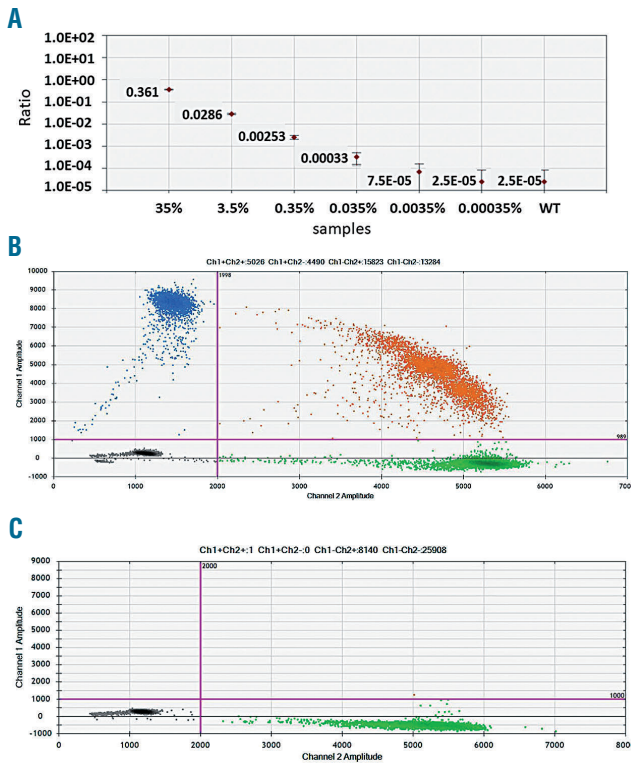 A
1.0E+02
1.0E+01
1.0E+00
1.0E-01
1.0E-02
1.0E-03
1.0E-04
1.0E-05
Ratio
0.361
0.0286
0.00253
0.00033
7.5E-05
2.5E-05
2.5E-05
35% 3.5% 0.35% 0.035% 0.0035% 0.00035% WT
samples
B
Ch1+Ch2+:5026 Ch1+Ch2-:4490 Ch1-Ch2+:15823 Ch1-Ch2-:13284
10000
9000
8000
7000
6000
5000
4000
3000
2000
1000
0
-1000
Channel 1 Amplitude
1998
989
0 1000 2000 3000 4000 5000 6000 700
Channel 2 Amplitude
C
Ch1+Ch2+:1 Ch1+Ch2-:0 Ch1-Ch2+:8140 Ch1-Ch2-:25908
9000
8000
7000
6000
5000
4000
3000
2000
1000
0
-1000
Channel 1 Amplitude
2000
1000
0 1000 2000 3000 4000 5000 6000 7000 8000
Channel 2 Amplitude